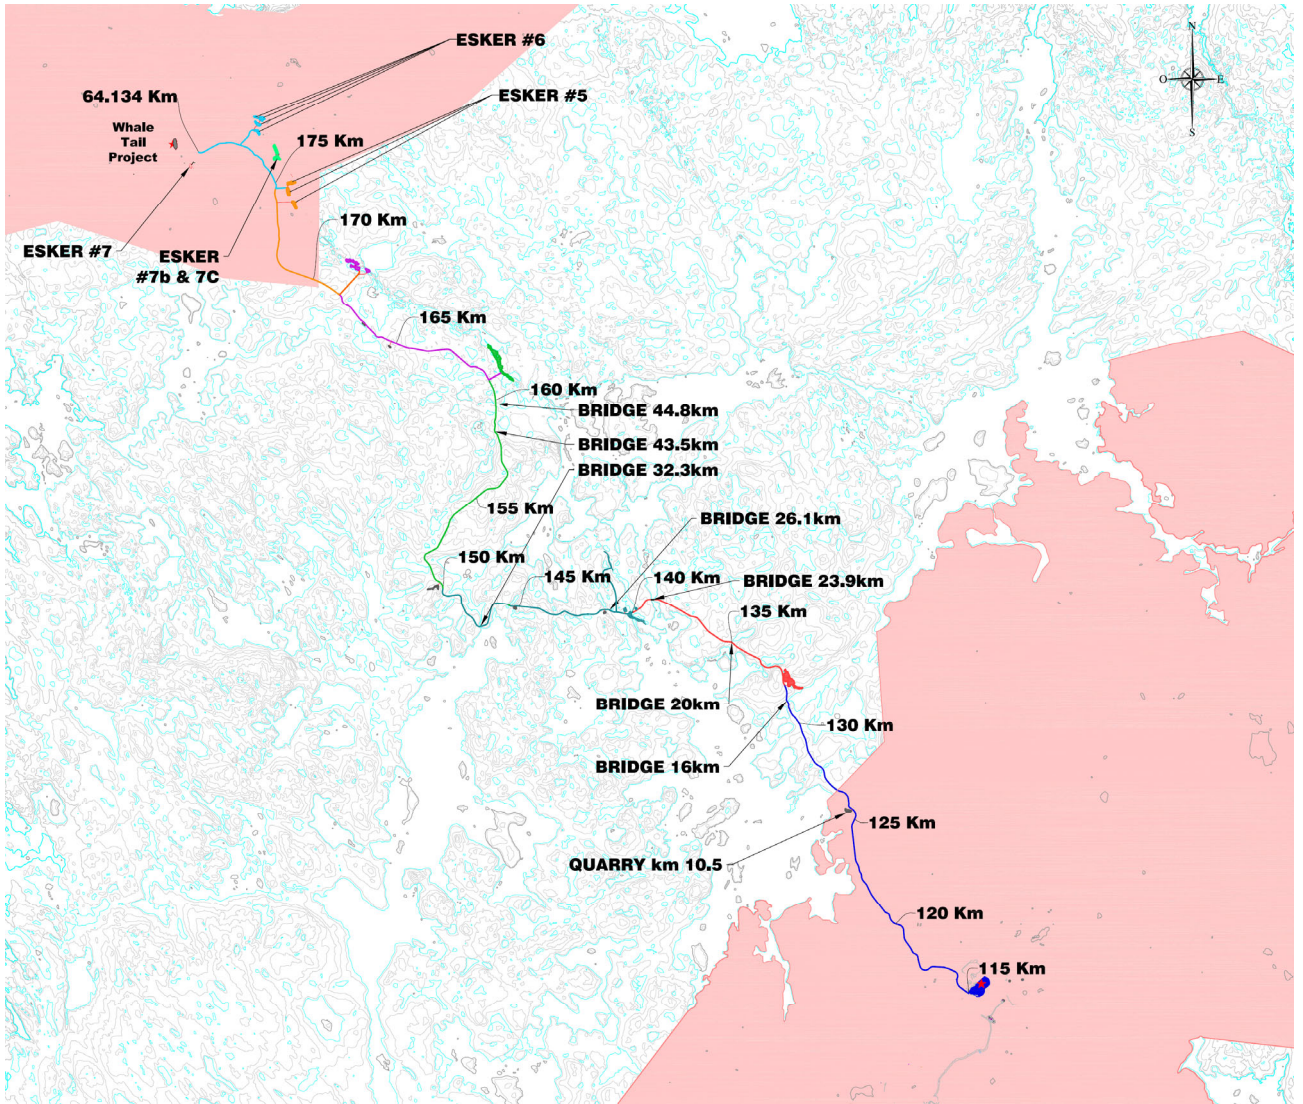 N
ESKER #6
O
E
64.134 Km
ESKER #5
Whale
Tail
Project
175 Km
S
170 Km
ESKER #7
ESKER
#7b & 7C
165 Km
160 Km
BRIDGE 44.8km
BRIDGE 43.5km
BRIDGE 32.3km
155 Km
BRIDGE 26.1km
150 Km
145 Km
140 Km
BRIDGE 23.9km
135 Km
BRIDGE 20km
130 Km
BRIDGE 16km
125 Km
QUARRY km 10.5
120 Km
115 Km